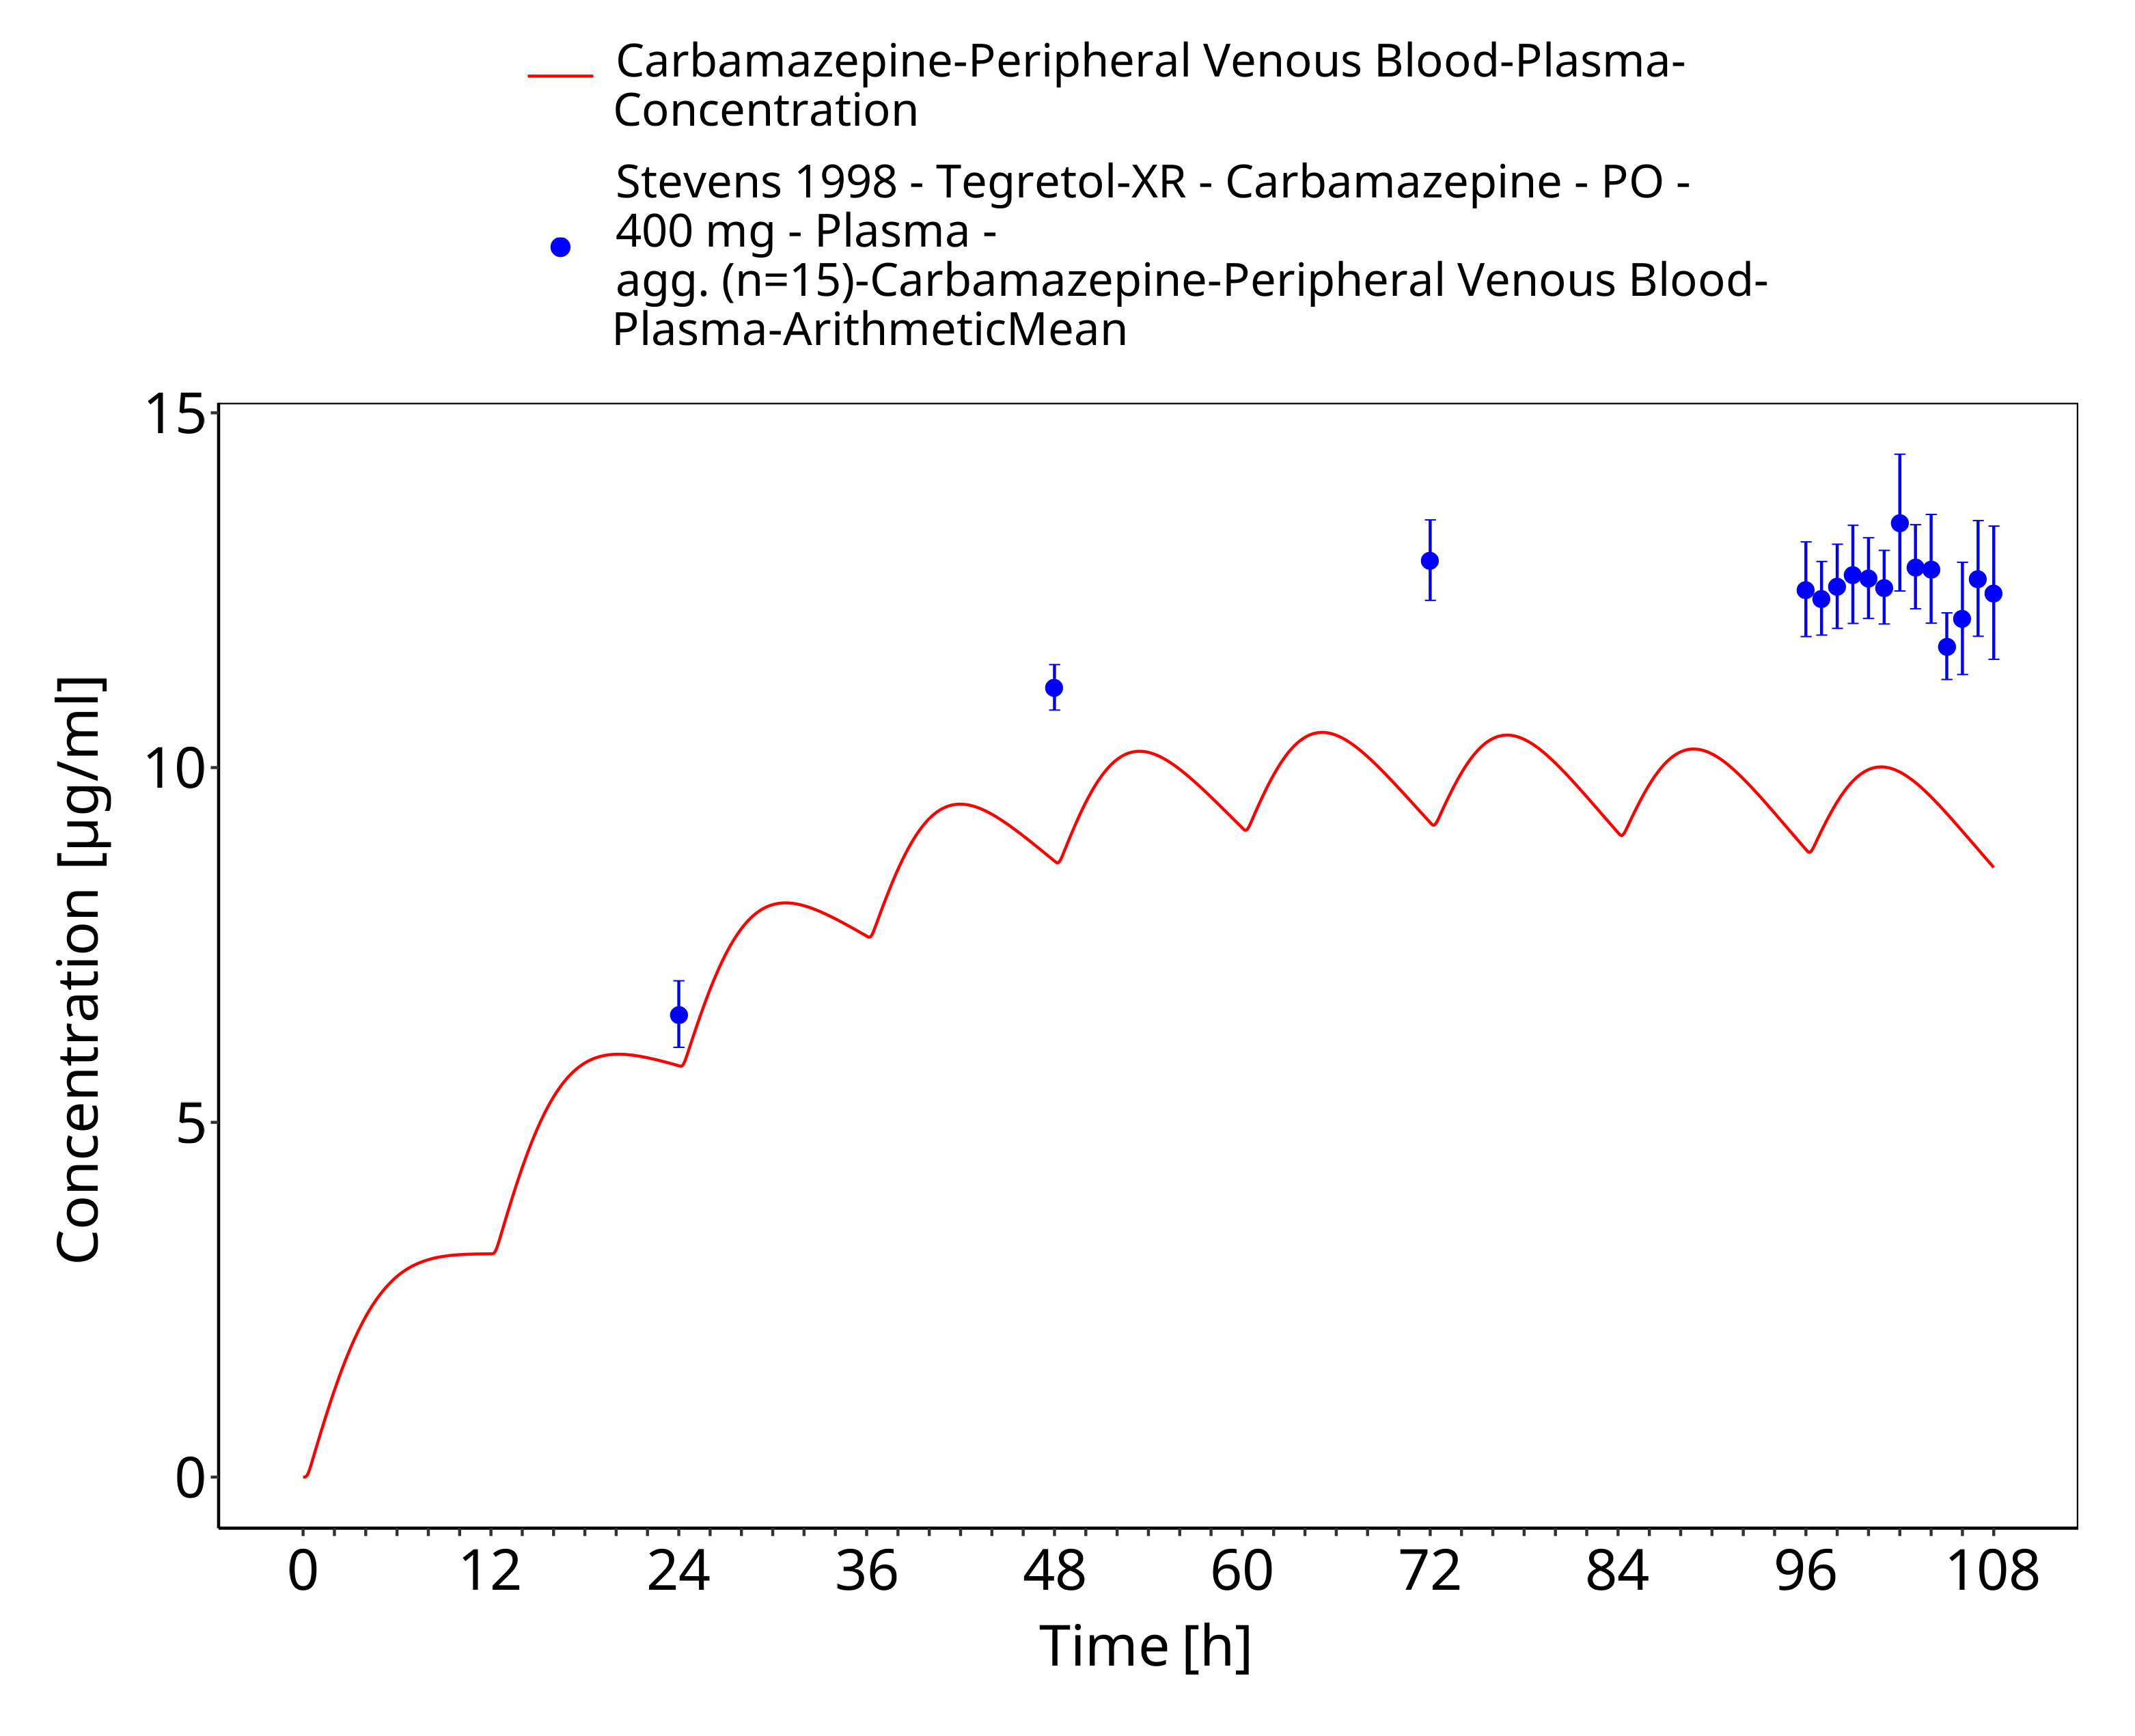 Carbamazepine-Peripheral Venous Blood-Plasma-
Concentration
Stevens 1998 - Tegretol-XR - Carbamazepine - PO -
400 mg - Plasma -
agg. (n=15)-Carbamazepine-Peripheral Venous Blood-
Plasma-ArithmeticMean
15
10
5
0
Concentration [µg/ml]
0 12 24 36 48 60 72 84 96 108
Time [h]